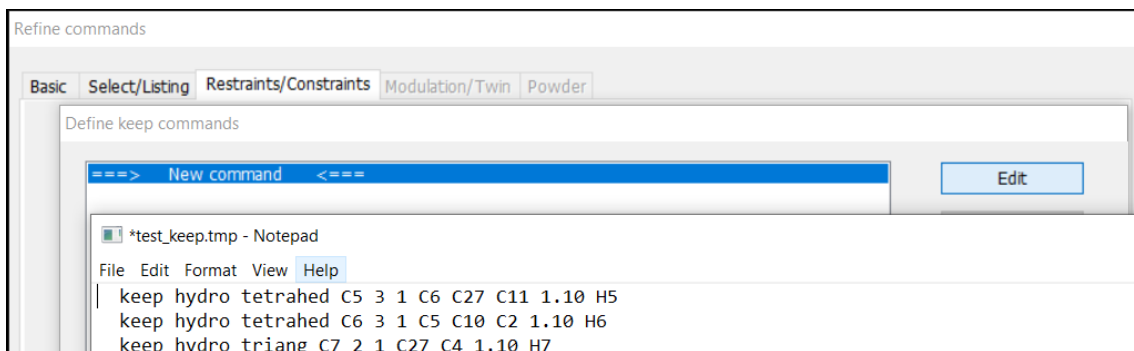 Refine commands
Basic Select/Listing Restraints/Constraints Modulation/Twin Powder
Define keep commands
===> New command <===
Edit
*test_keep.tmp - Notepad
File Edit Format View Help
keep hydro tetrahed C5 3 1 C6 C27 C11 1.10 H5
keep hydro tetrahed C6 3 1 C5 C10 C2 1.10 H6
keep hydro triang C7 2 1 C27 C4 1.10 H7